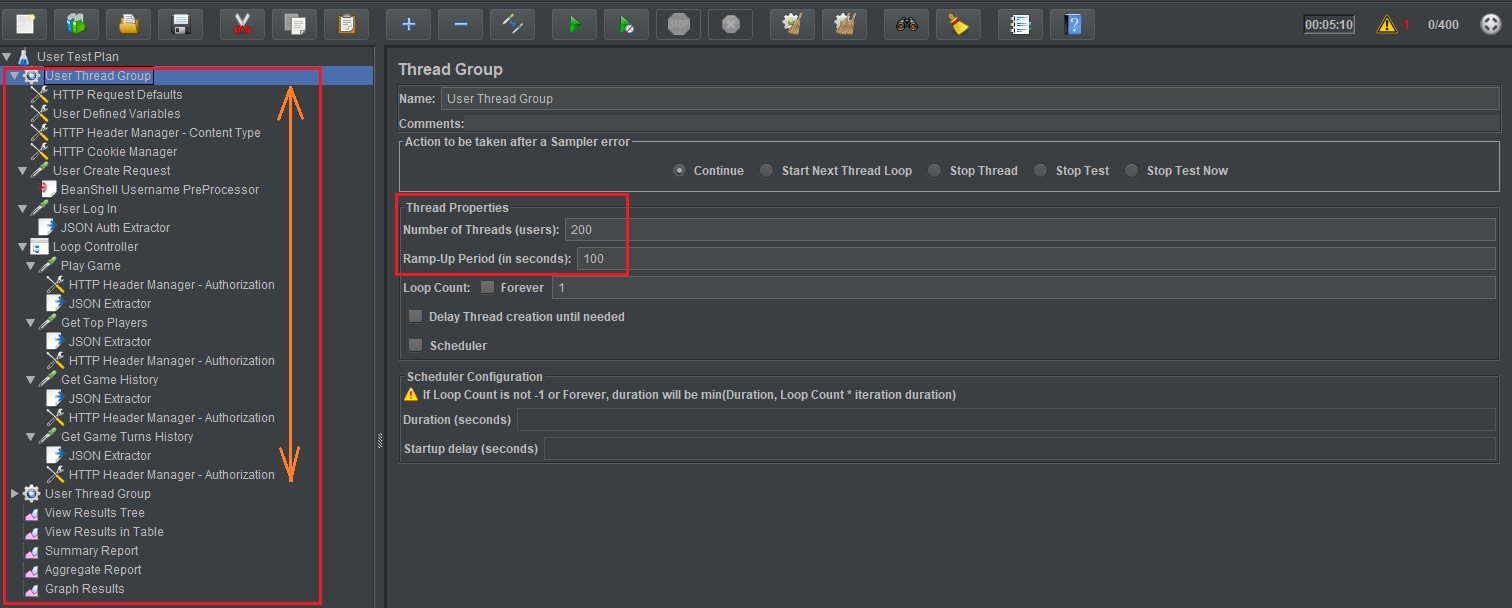 STOP
00:05:10 1 0/400
User Test Plan
User Thread Group
HTTP Request Defaults
User Defined Variables
HTTP Header Manager - Content Type
HTTP Cookie Manager
User Create Request
BeanShell Username PreProcessor
User Log In
JSON Auth Extractor
Loop Controller
Play Game
HTTP Header Manager - Authorization
JSON Extractor
Get Top Players
JSON Extractor
HTTP Header Manager - Authorization
Get Game History
JSON Extractor
HTTP Header Manager - Authorization
Get Game Turns History
JSON Extractor
HTTP Header Manager - Authorization
User Thread Group
View Results Tree
View Results in Table
Summary Report
Aggregate Report
Graph Results
Thread Group
Name: User Thread Group
Comments:
Action to be taken after a Sampler error
Continue Start Next Thread Loop Stop Thread Stop Test Stop Test Now
Thread Properties
Number of Threads (users): 200
Ramp-Up Period (in seconds): 100
Loop Count: Forever 1
Delay Thread creation until needed
Scheduler
Scheduler Configuration
If Loop Count is not -1 or Forever, duration will be min(Duration, Loop Count * iteration duration)
Duration (seconds)
Startup delay (seconds)